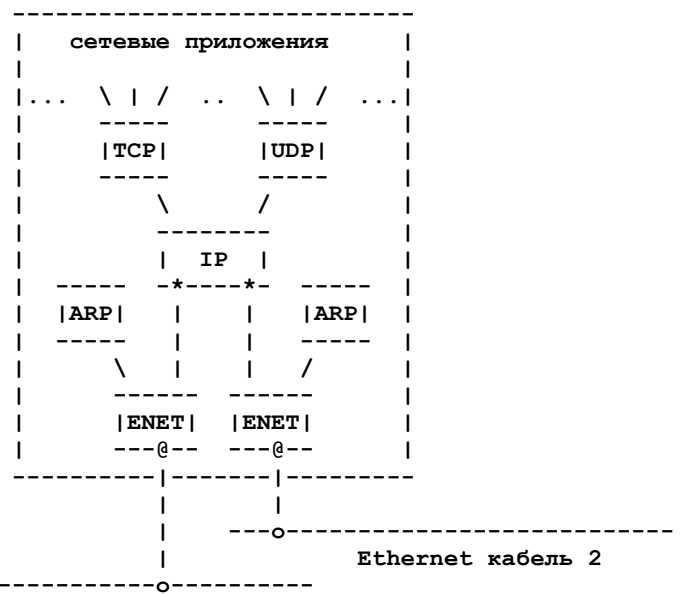 сетевые приложения
... \ | / .. \ | / ...
|TCP| |UDP|
IP
-*----*-
|ARP| | | |ARP|
|ENET| |ENET|
---@-- ---@--
---o---------------------------
Ethernet кабель 2
-----------o----------